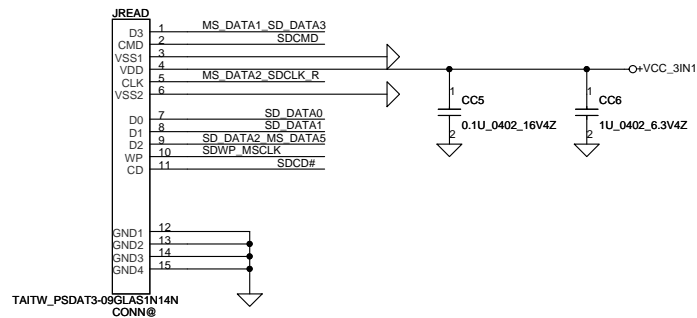 JREAD
D3 1 MS_DATA1_SD_DATA3
CMD 2 SDCMD
VSS1 3
VDD 4 +VCC_3IN1
CLK 5 MS_DATA2_SDCLK_R
VSS2 6
1 CC5 1 CC6
2 0.1U_0402_16V4Z 2 1U_0402_6.3V4Z
D0 7 SD_DATA0
D1 8 SD_DATA1
D2 9 SD_DATA2_MS_DATA5
WP 10 SDWP_MSCLK
CD 11 SDCD#
GND1 12
GND2 13
GND3 14
GND4 15
TAITW_PSDAT3-09GLAS1N14N
CONN@